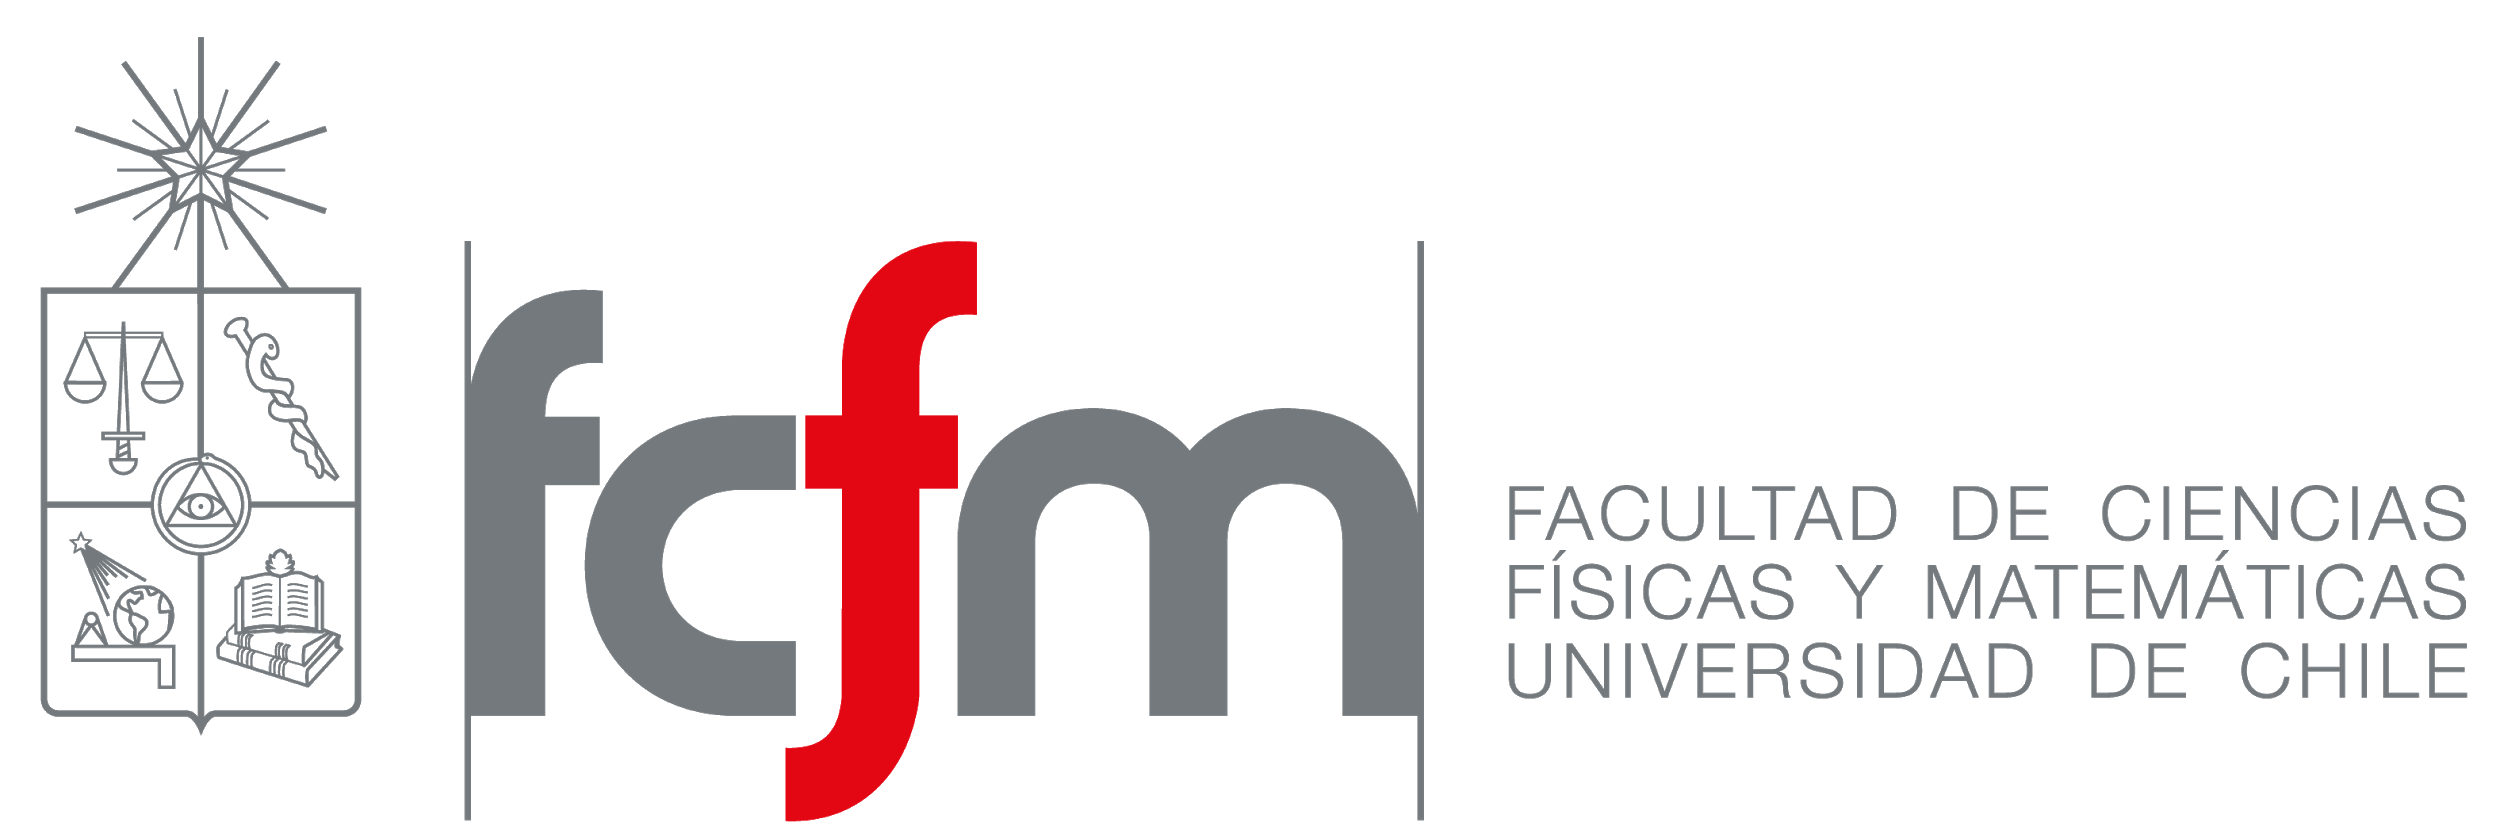 fcfm
FACULTAD DE CIENCIAS
FÍSICAS Y MATEMÁTICAS
UNIVERSIDAD DE CHILE